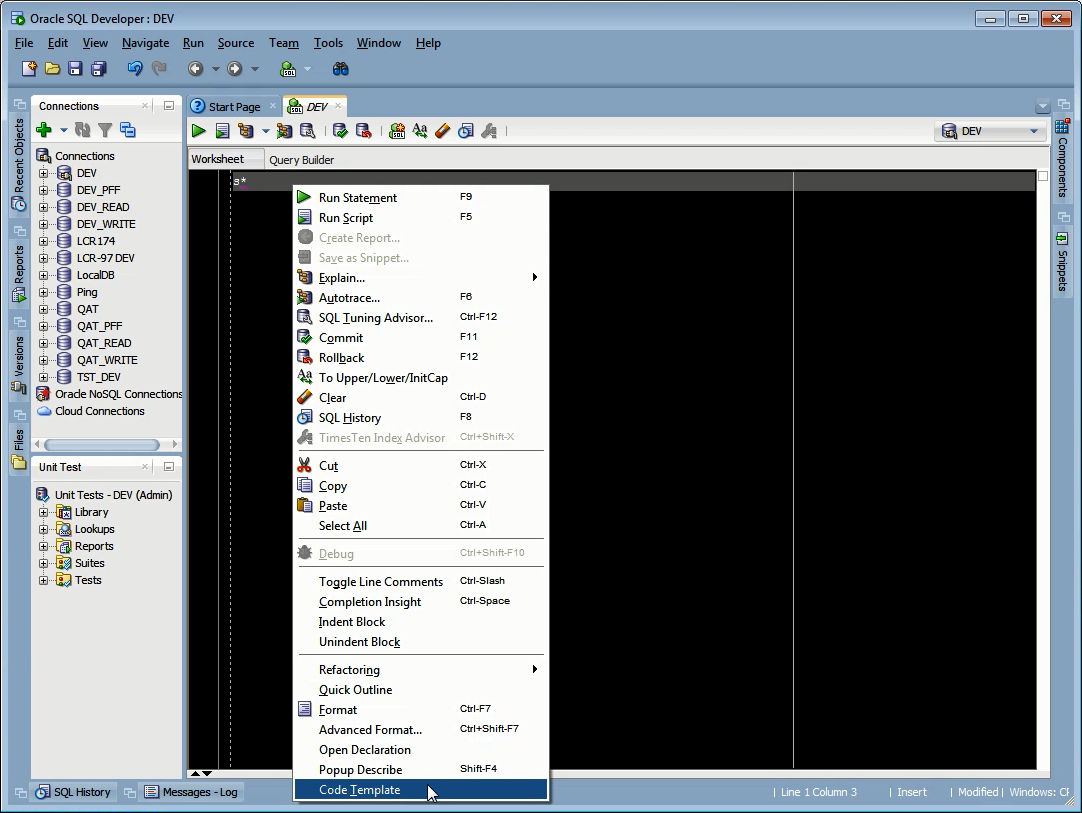 Oracle SQL Developer : DEV
File Edit View Navigate Run Source Team Tools Window Help
SQL
Recent Objects
Reports
Versions
Files
Connections
Connections
DEV
DEV_PFF
DEV_READ
DEV_WRITE
LCR174
LCR-97 DEV
LocalDB
Ping
QAT
QAT_PFF
QAT_READ
QAT_WRITE
TST_DEV
Oracle NoSQL Connections
Cloud Connections
Unit Test
Unit Tests - DEV (Admin)
Library
Lookups
Reports
Suites
Tests
Start Page
DEV
DEV
Worksheet Query Builder
s*
Run Statement F9
Run Script F5
Create Report...
Save as Snippet...
Explain...
Autotrace... F6
SQL Tuning Advisor... Ctrl-F12
Commit F11
Rollback F12
To Upper/Lower/InitCap
Clear Ctrl-D
SQL History F8
TimesTen Index Advisor Ctrl+Shift-X
Cut Ctrl-X
Copy Ctrl-C
Paste Ctrl-V
Select All Ctrl-A
Debug Ctrl+Shift-F10
Toggle Line Comments Ctrl-Slash
Completion Insight Ctrl-Space
Indent Block
Unindent Block
Refactoring
Quick Outline
Format Ctrl-F7
Advanced Format... Ctrl+Shift-F7
Open Declaration
Popup Describe Shift-F4
Code Template
Components
Snippets
SQL History
Messages - Log
Line 1 Column 3
Insert
Modified
Windows: CF